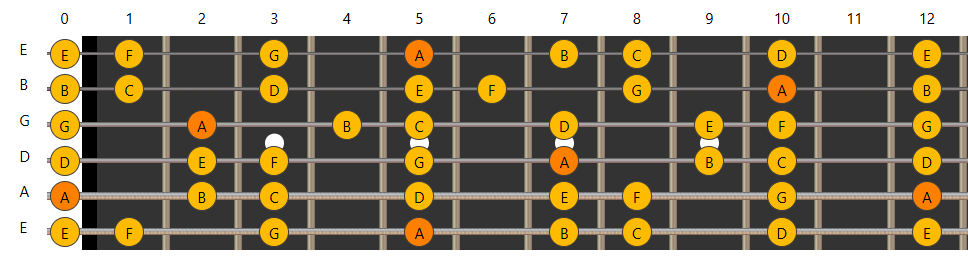 0 1 2 3 4 5 6 7 8 9 10 11 12
E E F G A B C D E
B B C D E F G A B
G G A B C D E F G
D D E F G A B C D
A A B C D E F G A
E E F G A B C D E